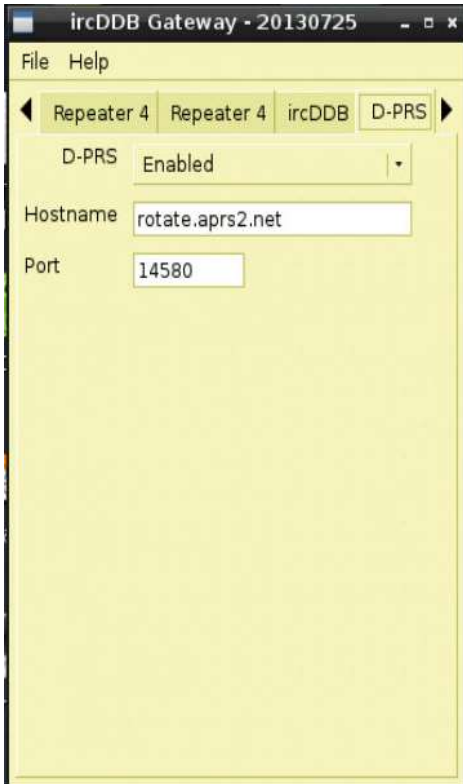 ircDDB Gateway - 20130725
File Help
Repeater 4 Repeater 4 ircDDB D-PRS
D-PRS Enabled
Hostname rotate.aprs2.net
Port 14580